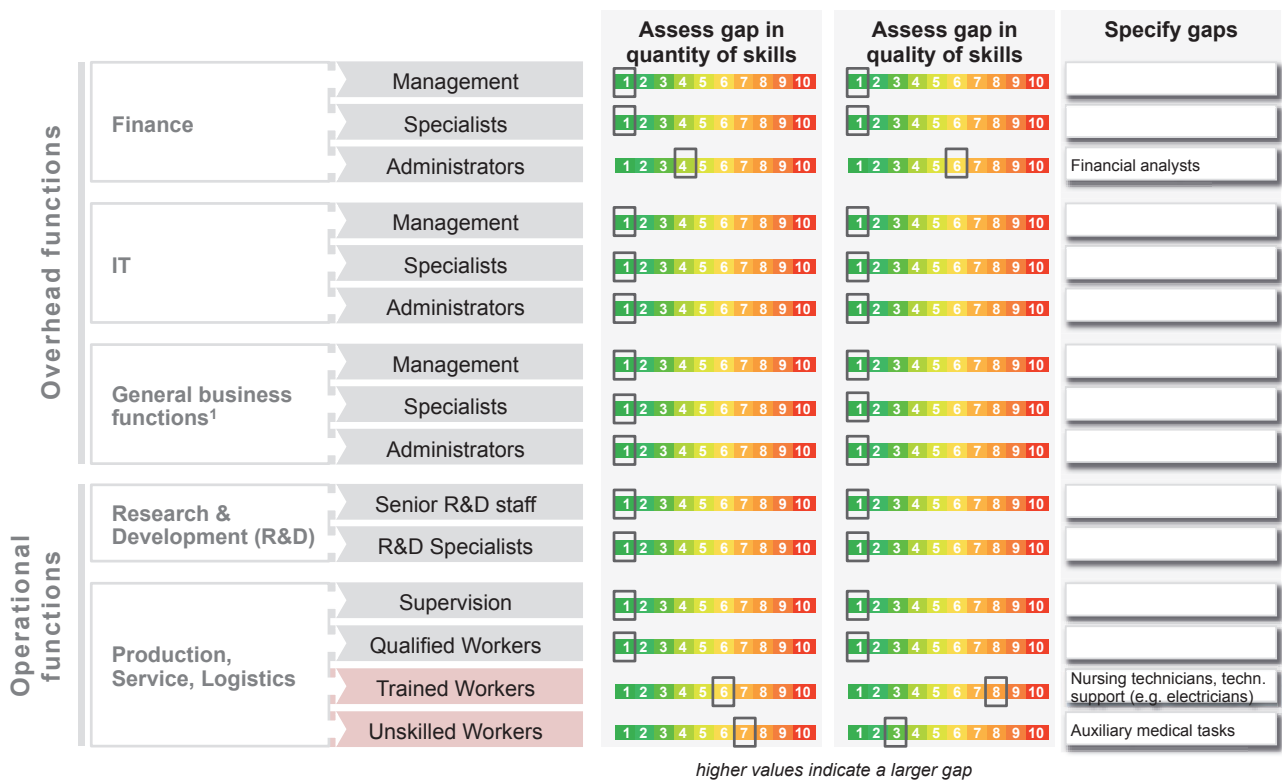 Assess gap in
quantity of skills
Assess gap in
quality of skills
Specify gaps
Overhead functions
Finance
Management
1 2 3 4 5 6 7 8 9 10
1 2 3 4 5 6 7 8 9 10
Specialists
1 2 3 4 5 6 7 8 9 10
1 2 3 4 5 6 7 8 9 10
Administrators
1 2 3 4 5 6 7 8 9 10
1 2 3 4 5 6 7 8 9 10
Financial analysts
IT
Management
1 2 3 4 5 6 7 8 9 10
1 2 3 4 5 6 7 8 9 10
Specialists
1 2 3 4 5 6 7 8 9 10
1 2 3 4 5 6 7 8 9 10
Administrators
1 2 3 4 5 6 7 8 9 10
1 2 3 4 5 6 7 8 9 10
General business
functions¹
Management
1 2 3 4 5 6 7 8 9 10
1 2 3 4 5 6 7 8 9 10
Specialists
1 2 3 4 5 6 7 8 9 10
1 2 3 4 5 6 7 8 9 10
Administrators
1 2 3 4 5 6 7 8 9 10
1 2 3 4 5 6 7 8 9 10
Operational
functions
Research &
Development (R&D)
Senior R&D staff
1 2 3 4 5 6 7 8 9 10
1 2 3 4 5 6 7 8 9 10
R&D Specialists
1 2 3 4 5 6 7 8 9 10
1 2 3 4 5 6 7 8 9 10
Production,
Service, Logistics
Supervision
1 2 3 4 5 6 7 8 9 10
1 2 3 4 5 6 7 8 9 10
Qualified Workers
1 2 3 4 5 6 7 8 9 10
1 2 3 4 5 6 7 8 9 10
Trained Workers
1 2 3 4 5 6 7 8 9 10
1 2 3 4 5 6 7 8 9 10
Nursing technicians, techn.
support (e.g. electricians)
Unskilled Workers
1 2 3 4 5 6 7 8 9 10
1 2 3 4 5 6 7 8 9 10
Auxiliary medical tasks
higher values indicate a larger gap